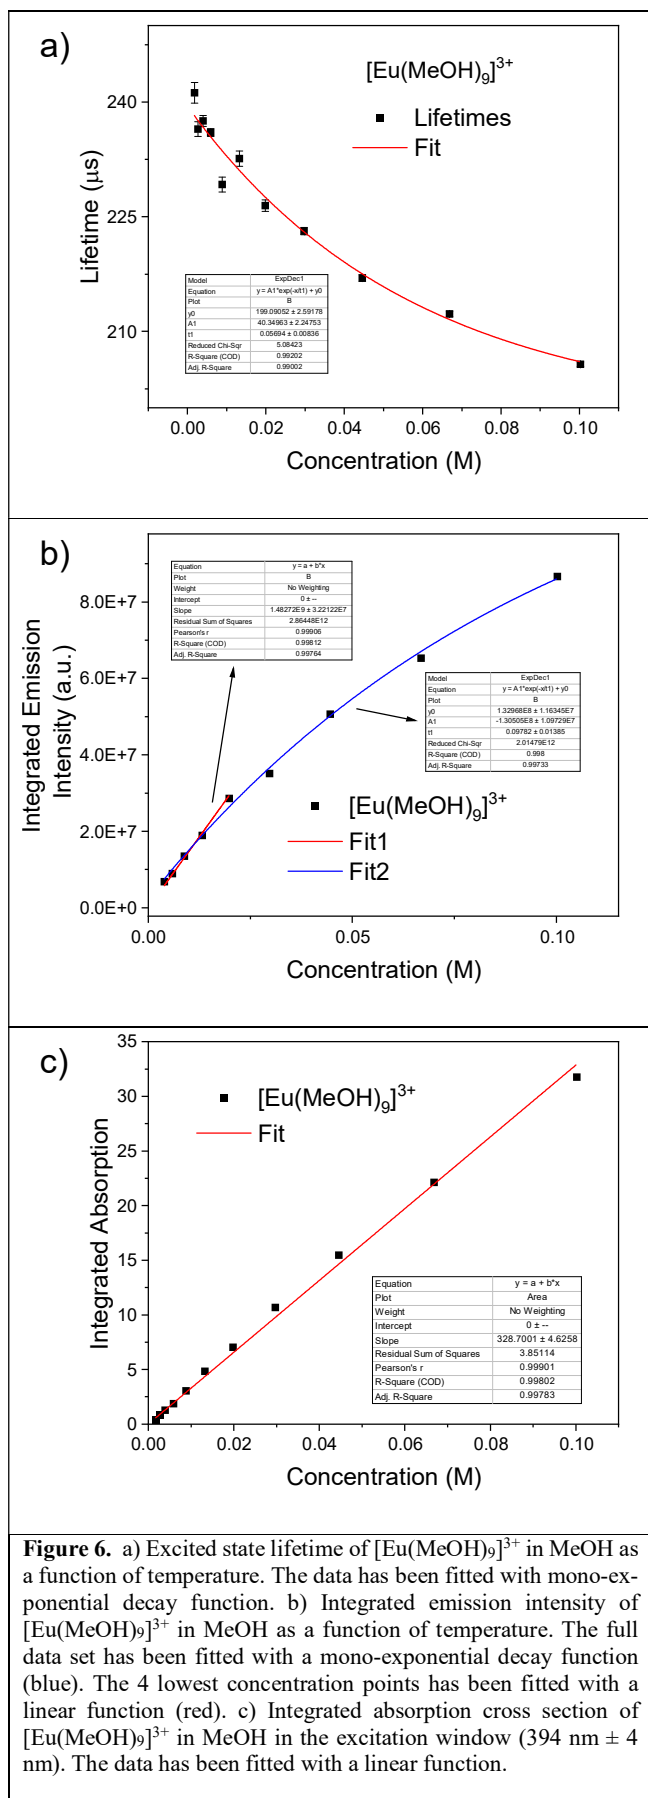 a)
[Eu(MeOH)₉]³⁺
Lifetimes
Fit
Lifetime (μs)
240
225
210
Model ExpDec1
Equation y = A1*exp(-x/t1) + y0
Plot B
y0 199.09052 ± 2.59178
A1 40.34963 ± 2.24753
t1 0.05694 ± 0.00836
Reduced Chi-Sqr 5.08423
R-Square (COD) 0.99202
Adj. R-Square 0.99002
0.00 0.02 0.04 0.06 0.08 0.10
Concentration (M)
b)
Integrated Emission
Intensity (a.u.)
8.0E+7
6.0E+7
4.0E+7
2.0E+7
0.0E+0
Equation y = a + b*x
Plot B
Weight No Weighting
Intercept 0 ± --
Slope 1.48272E9 ± 3.22122E7
Residual Sum of Squares 2.86448E12
Pearson's r 0.99906
R-Square (COD) 0.99812
Adj. R-Square 0.99764
Model ExpDec1
Equation y = A1*exp(-x/t1) + y0
Plot B
y0 1.32968E8 ± 1.16345E7
A1 -1.30505E8 ± 1.09729E7
t1 0.09782 ± 0.01385
Reduced Chi-Sqr 2.01479E12
R-Square (COD) 0.998
Adj. R-Square 0.99733
[Eu(MeOH)₉]³⁺
Fit1
Fit2
0.00 0.05 0.10
Concentration (M)
c)
[Eu(MeOH)₉]³⁺
Fit
Integrated Absorption
35
30
25
20
15
10
5
0
Equation y = a + b*x
Plot Area
Weight No Weighting
Intercept 0 ± --
Slope 328.7001 ± 4.6258
Residual Sum of Squares 3.85114
Pearson's r 0.99901
R-Square (COD) 0.99802
Adj. R-Square 0.99783
0.00 0.02 0.04 0.06 0.08 0.10
Concentration (M)
Figure 6. a) Excited state lifetime of [Eu(MeOH)₉]³⁺ in MeOH as
a function of temperature. The data has been fitted with mono-ex-
ponential decay function. b) Integrated emission intensity of
[Eu(MeOH)₉]³⁺ in MeOH as a function of temperature. The full
data set has been fitted with a mono-exponential decay function
(blue). The 4 lowest concentration points has been fitted with a
linear function (red). c) Integrated absorption cross section of
[Eu(MeOH)₉]³⁺ in MeOH in the excitation window (394 nm ± 4
nm). The data has been fitted with a linear function.